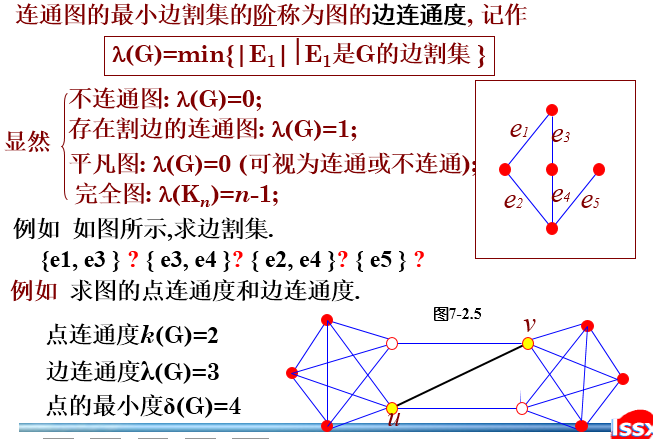 连通图的最小边割集的阶称为图的边连通度, 记作
λ(G)=min{|E₁| |E₁是G的边割集 }
显然
不连通图: λ(G)=0;
存在割边的连通图: λ(G)=1;
平凡图: λ(G)=0 (可视为连通或不连通);
完全图: λ(Kₙ)=n-1;
e1
e3
e2
e4
e5
例如 如图所示,求边割集.
{e1, e3 } ? { e3, e4 }? { e2, e4 }? { e5 } ?
例如 求图的点连通度和边连通度.
图7-2.5
点连通度k(G)=2
边连通度λ(G)=3
点的最小度δ(G)=4
v
u
lssx